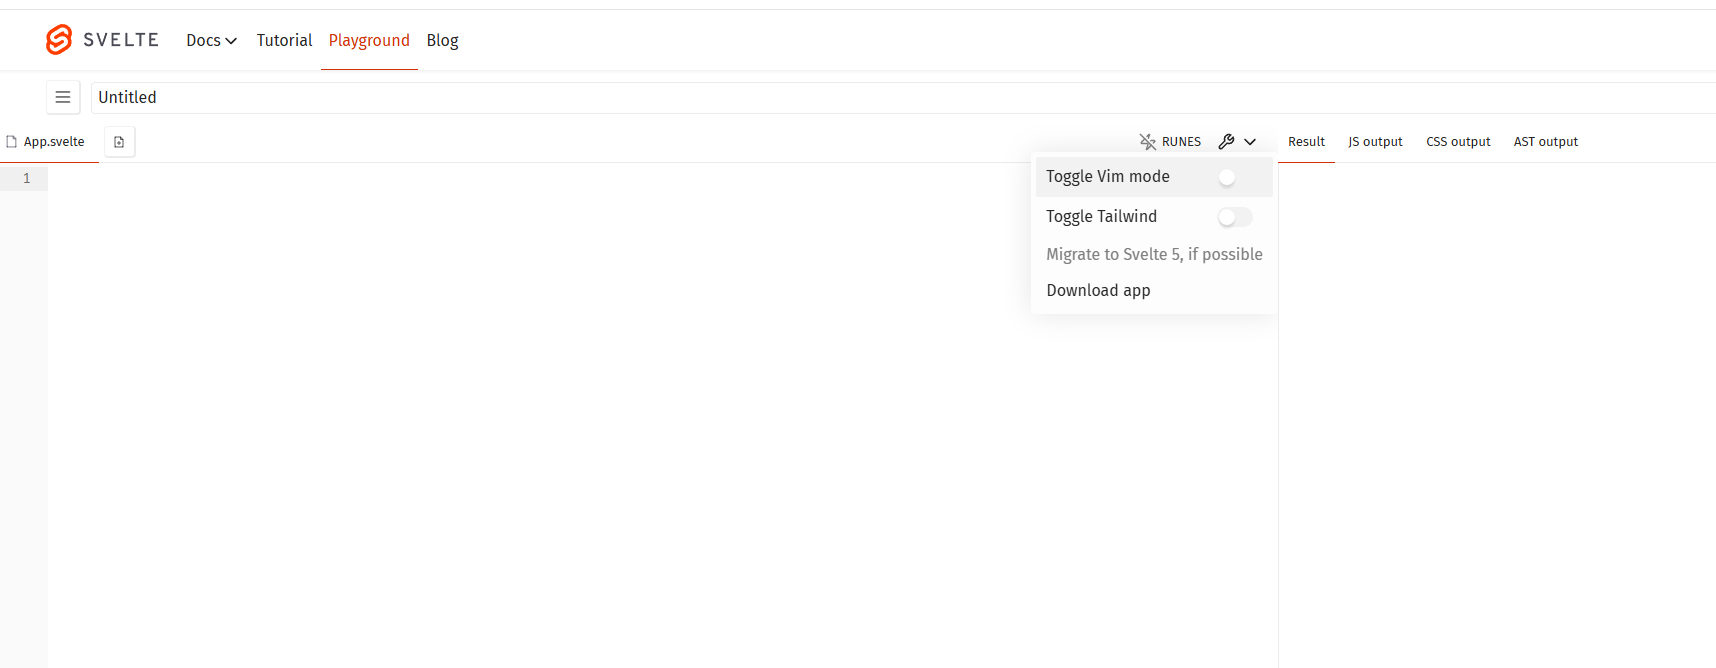 SVELTE Docs Tutorial Playground Blog
Untitled
App.svelte RUNES Result JS output CSS output AST output
1
Toggle Vim mode
Toggle Tailwind
Migrate to Svelte 5, if possible
Download app